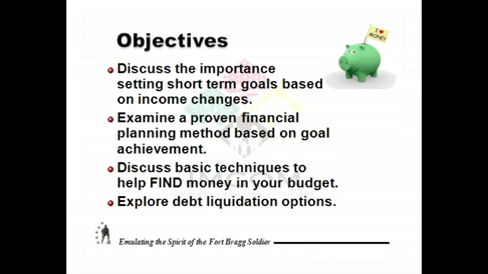 Objectives
I ♥
MONEY
Discuss the importance
setting short term goals based
on income changes.
Examine a proven financial
planning method based on goal
achievement.
Discuss basic techniques to
help FIND money in your budget.
Explore debt liquidation options.
IMCOM
Emulating the Spirit of the Fort Bragg Soldier